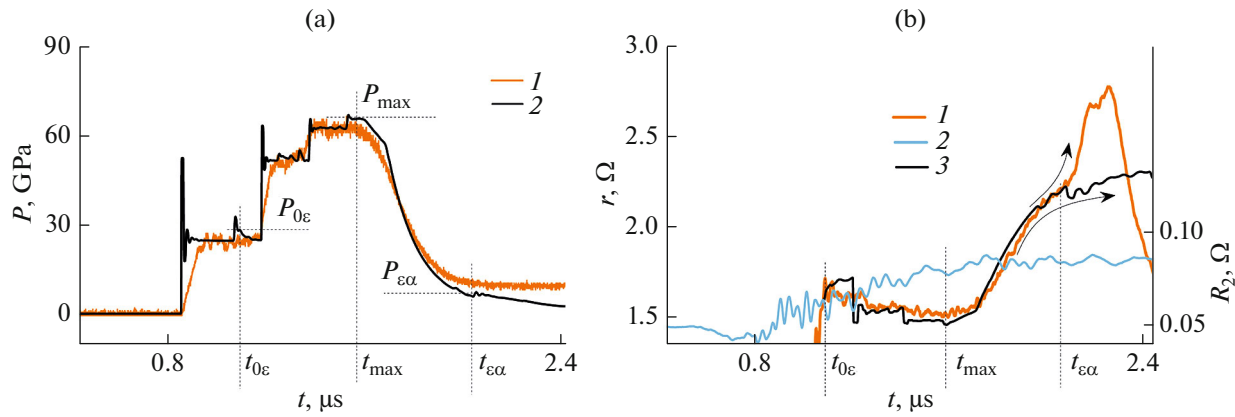 (a)
P, GPa
90
60
30
0
1
2
P_max
P_0ε
P_εα
0.8
t_0ε
t_max
t_εα
2.4
t, μs
(b)
r, Ω
3.0
2.5
2.0
1.5
1
2
3
0.10
0.05
R_2, Ω
0.8
t_0ε
t_max
t_εα
2.4
t, μs